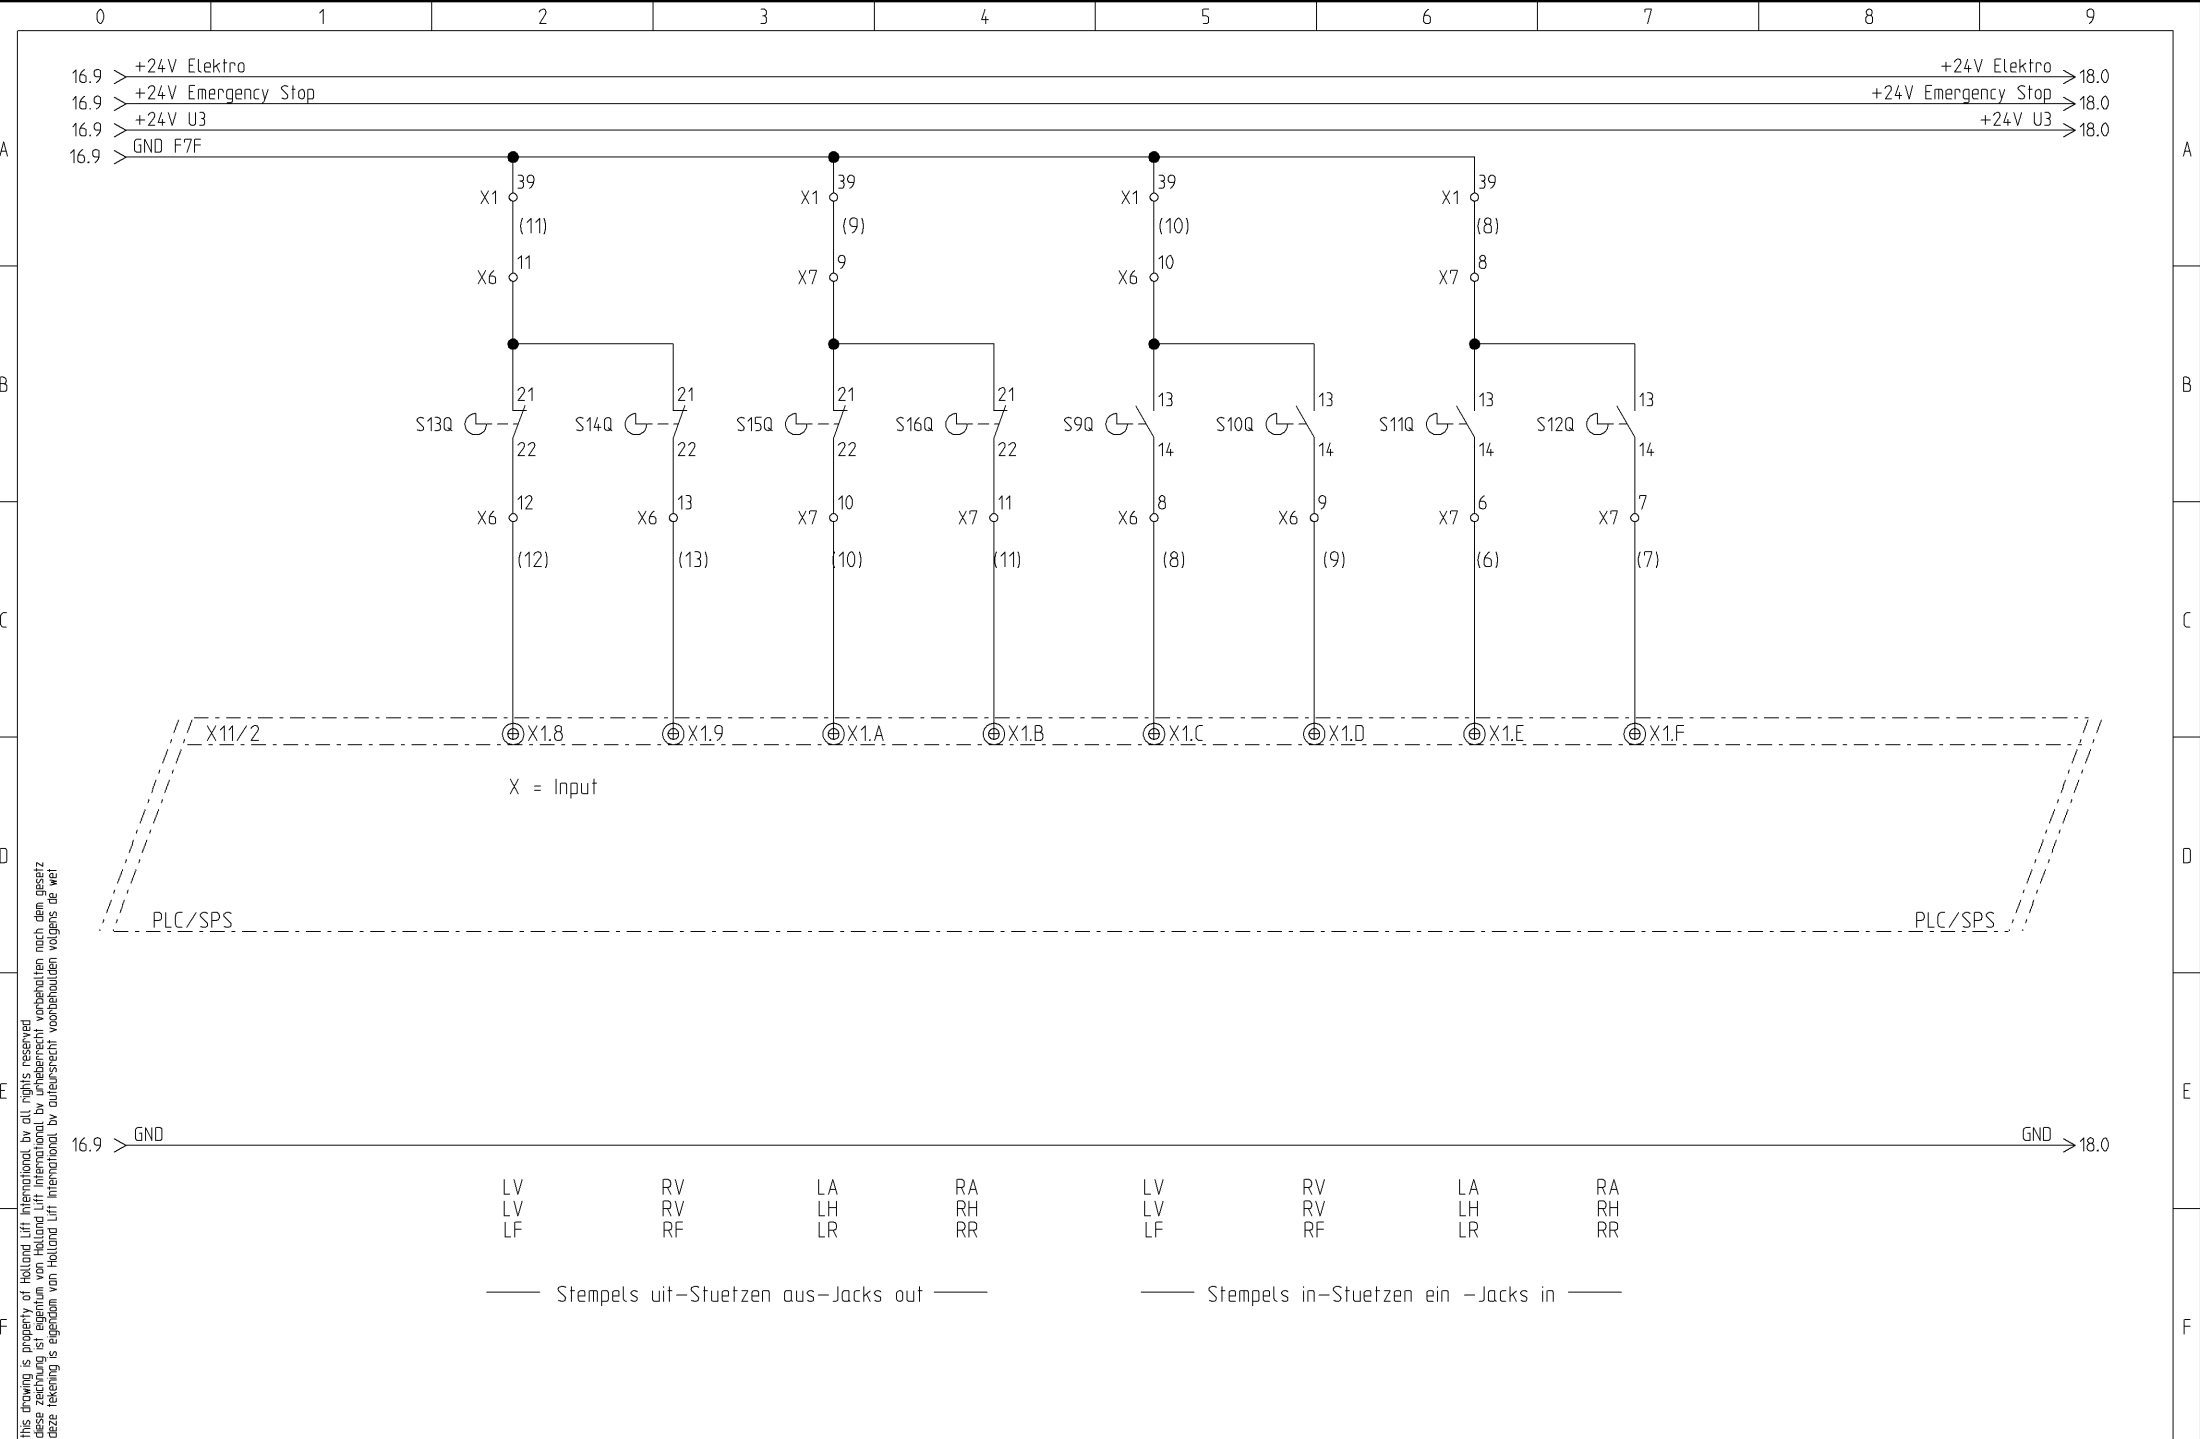 0 1 2 3 4 5 6 7 8 9
+24V Elektro +24V Elektro
16.9 18.0
+24V Emergency Stop +24V Emergency Stop
16.9 18.0
+24V U3 +24V U3
16.9 18.0
GND F7F
16.9
A A
39 39 39 39
X1 X1 X1 X1
(11) (9) (10) (8)
11 9 10 8
X6 X7 X6 X7
B B
21 21 21 21 13 13 13 13
S13Q S14Q S15Q S16Q S9Q S10Q S11Q S12Q
22 22 22 22 14 14 14 14
12 13 10 11 8 9 6 7
X6 X6 X7 X7 X6 X6 X7 X7
(12) (13) (10) (11) (8) (9) (6) (7)
C C
X11/2 X1.8 X1.9 X1.A X1.B X1.C X1.D X1.E X1.F
X = Input
D D
PLC/SPS PLC/SPS
E E
GND GND
16.9 18.0
LV RV LA RA LV RV LA RA
LV RV LH RH LV RV LH RH
LF RF LR RR LF RF LR RR
Stempels uit-Stuetzen aus-Jacks out Stempels in-Stuetzen ein -Jacks in
F F
this drawing is property of Holland Lift International bv all rights reserved
diese zeichnung ist eigentum von Holland Lift International bv urheberrecht vorbehalten nach dem gesetz
deze tekening is eigendom van Holland Lift International bv auteursrecht voorbehoulden volgens de wet